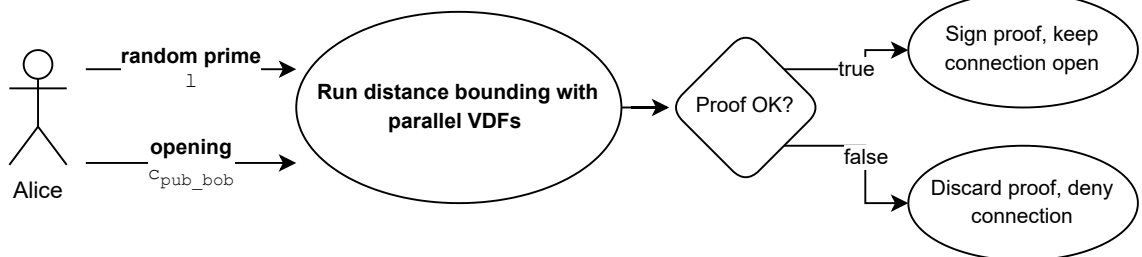 Alice
random prime
l
opening
c_pub_bob
Run distance bounding with
parallel VDFs
Proof OK?
true
Sign proof, keep
connection open
false
Discard proof, deny
connection